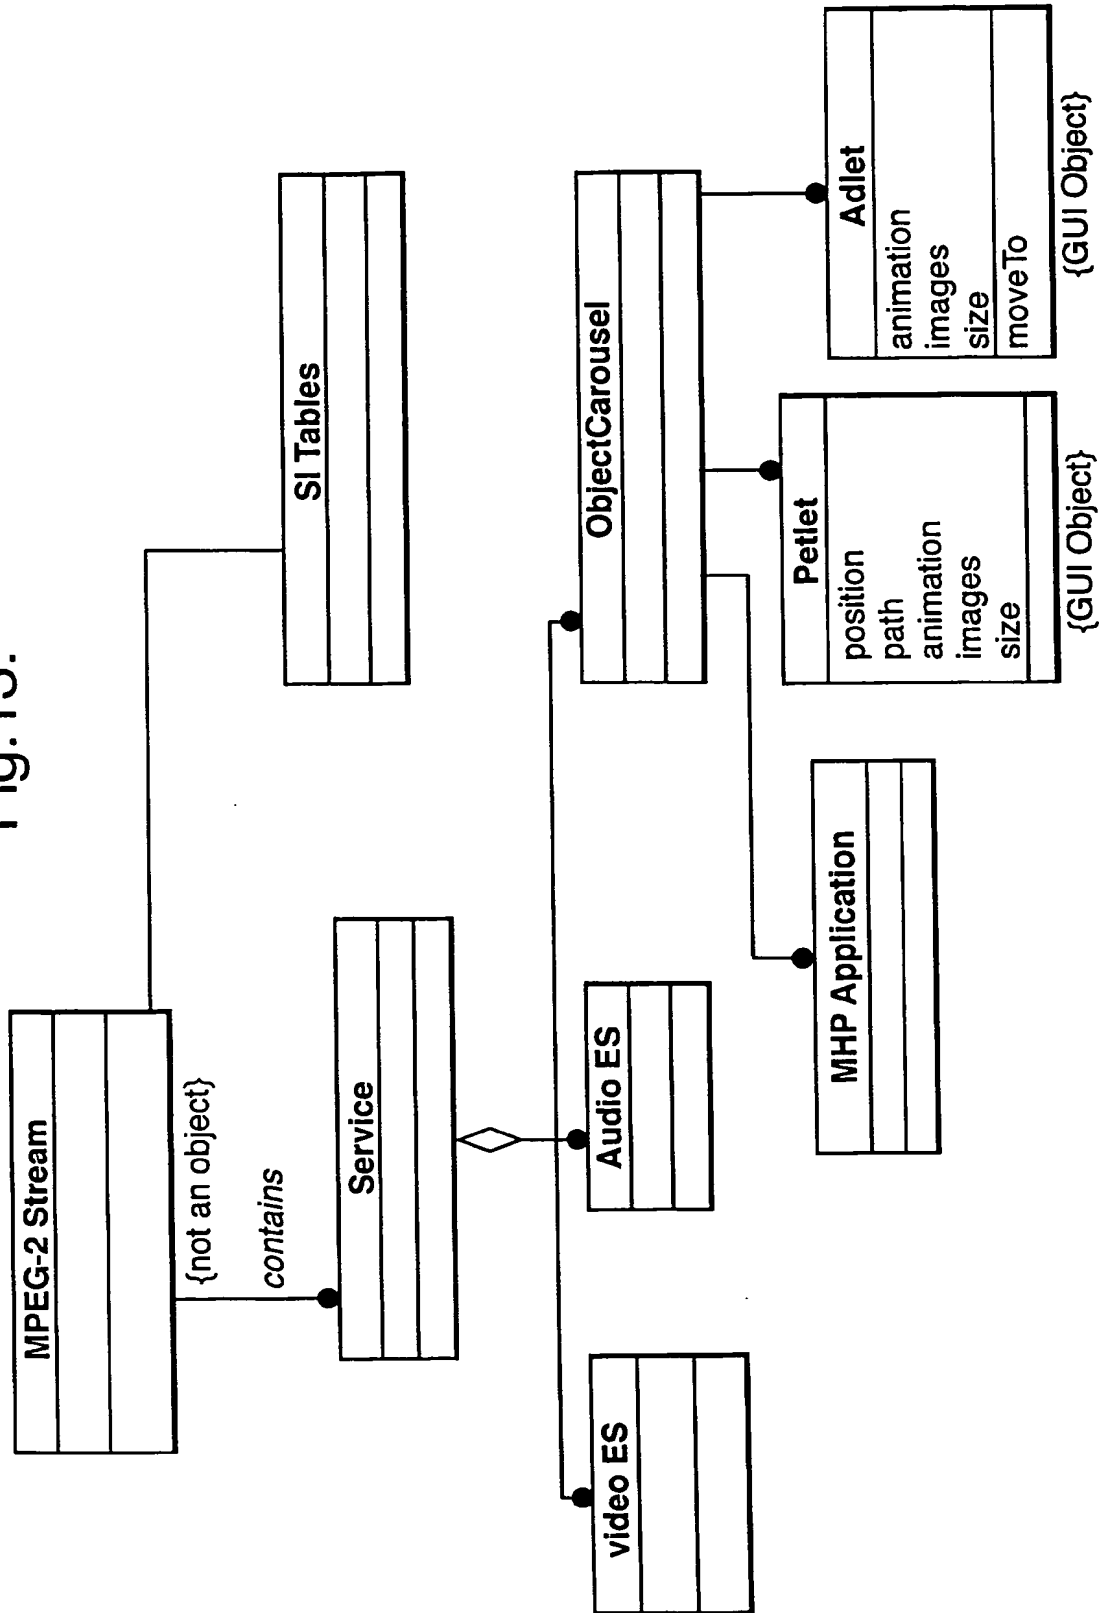 MPEG-2 Stream
{not an object}
contains
SI Tables
Service
video ES
Audio ES
ObjectCarousel
MHP Application
Petlet
position
path
animation
images
size
{GUI Object}
Adlet
animation
images
size
moveTo
{GUI Object}